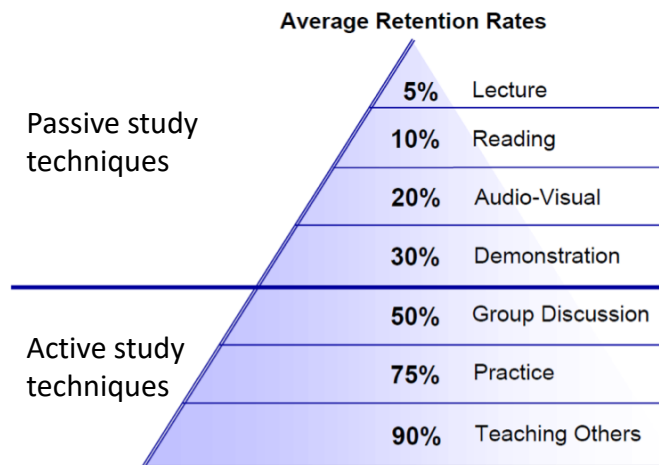 Average Retention Rates
5% Lecture
Passive study
techniques
10% Reading
20% Audio-Visual
30% Demonstration
50% Group Discussion
Active study
techniques
75% Practice
90% Teaching Others